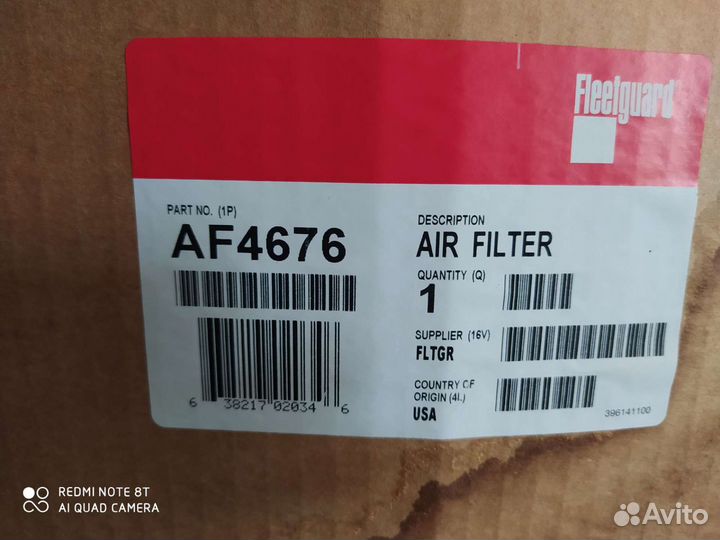 Fleetguard
PART NO. (1P)
AF4676
DESCRIPTION
AIR FILTER
QUANTITY (Q)
1
SUPPLIER (16V)
FLTGR
COUNTRY OF
ORIGIN (4L)
USA
6 38217 02034 6
396141100
REDMI NOTE 8T
AI QUAD CAMERA
Avito